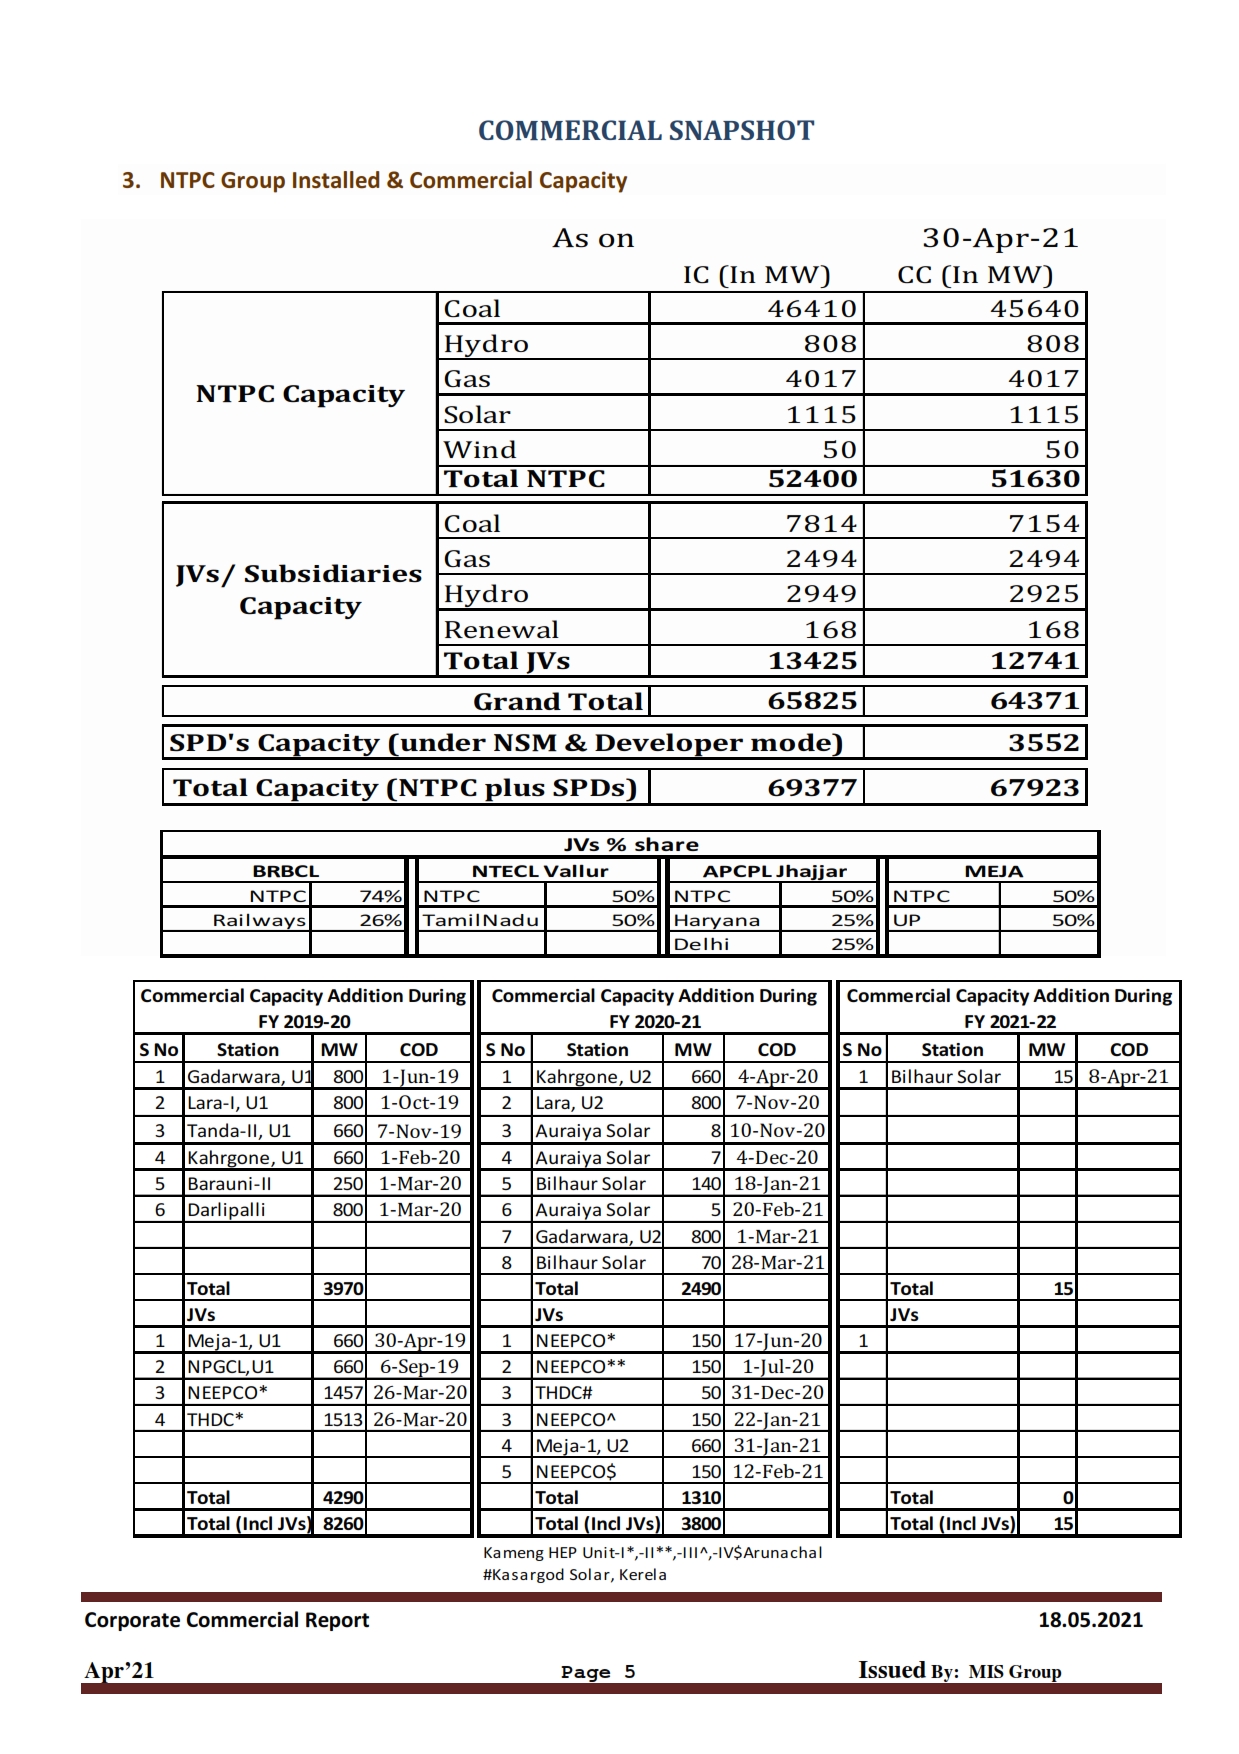 COMMERCIAL SNAPSHOT
3. NTPC Group Installed & Commercial Capacity
As on 30-Apr-21
IC (In MW) CC (In MW)
NTPC Capacity
Coal 46410 45640
Hydro 808 808
Gas 4017 4017
Solar 1115 1115
Wind 50 50
Total NTPC 52400 51630
JVs/ Subsidiaries
Capacity
Coal 7814 7154
Gas 2494 2494
Hydro 2949 2925
Renewal 168 168
Total JVs 13425 12741
Grand Total 65825 64371
SPD's Capacity (under NSM & Developer mode) 3552
Total Capacity (NTPC plus SPDs) 69377 67923
JVs % share
BRBCL NTECL Vallur APCPL Jhajjar MEJA
NTPC 74% NTPC 50% NTPC 50% NTPC 50%
Railways 26% TamilNadu 50% Haryana 25% UP 50%
Delhi 25%
Commercial Capacity Addition During
FY 2019-20
S No Station MW COD
1 Gadarwara, U1 800 1-Jun-19
2 Lara-I, U1 800 1-Oct-19
3 Tanda-II, U1 660 7-Nov-19
4 Kahrgone, U1 660 1-Feb-20
5 Barauni-II 250 1-Mar-20
6 Darlipalli 800 1-Mar-20
Total 3970
JVs
1 Meja-1, U1 660 30-Apr-19
2 NPGCL,U1 660 6-Sep-19
3 NEEPCO* 1457 26-Mar-20
4 THDC* 1513 26-Mar-20
Total 4290
Total (Incl JVs) 8260
Commercial Capacity Addition During
FY 2020-21
S No Station MW COD
1 Kahrgone, U2 660 4-Apr-20
2 Lara, U2 800 7-Nov-20
3 Auraiya Solar 8 10-Nov-20
4 Auraiya Solar 7 4-Dec-20
5 Bilhaur Solar 140 18-Jan-21
6 Auraiya Solar 5 20-Feb-21
7 Gadarwara, U2 800 1-Mar-21
8 Bilhaur Solar 70 28-Mar-21
Total 2490
JVs
1 NEEPCO* 150 17-Jun-20
2 NEEPCO** 150 1-Jul-20
3 THDC# 50 31-Dec-20
3 NEEPCO^ 150 22-Jan-21
4 Meja-1, U2 660 31-Jan-21
5 NEEPCO$ 150 12-Feb-21
Total 1310
Total (Incl JVs) 3800
Commercial Capacity Addition During
FY 2021-22
S No Station MW COD
1 Bilhaur Solar 15 8-Apr-21
Total 15
JVs
1
Total 0
Total (Incl JVs) 15
Kameng HEP Unit-I*,-II**,-III^,-IV$Arunachal
#Kasargod Solar, Kerela
Corporate Commercial Report 18.05.2021
Apr’21 Page 5 Issued By: MIS Group